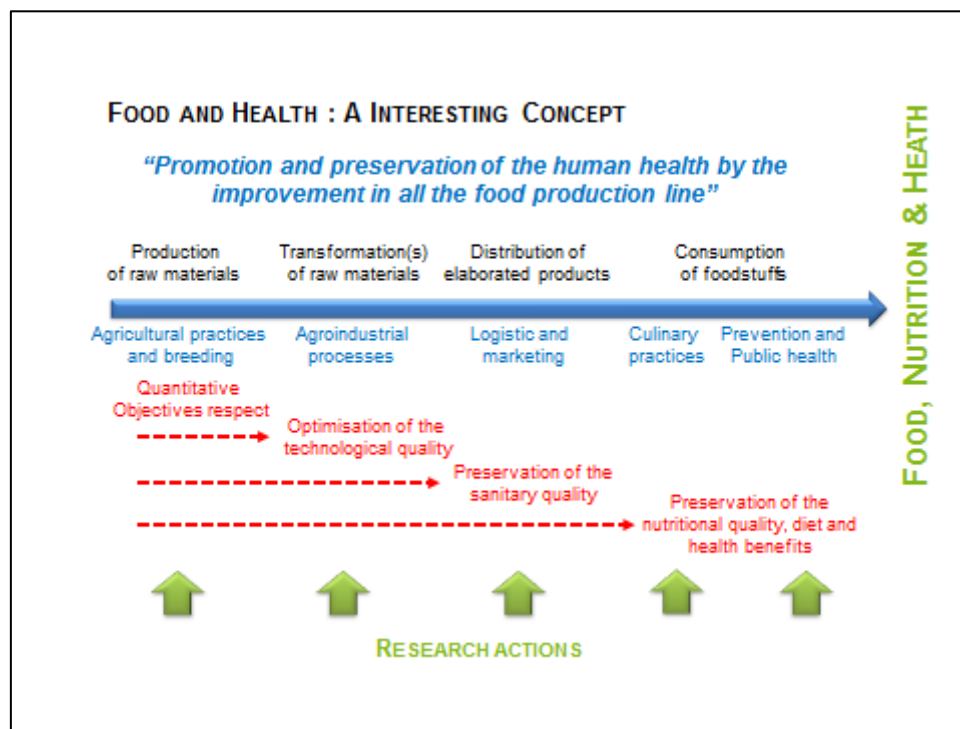 FOOD AND HEALTH : A INTERESTING CONCEPT
“Promotion and preservation of the human health by the
improvement in all the food production line”
Production
of raw materials
Transformation(s)
of raw materials
Distribution of
elaborated products
Consumption
of foodstuffs
Agricultural practices
and breeding
Agroindustrial
processes
Logistic and
marketing
Culinary
practices
Prevention and
Public health
Quantitative
Objectives respect
Optimisation of the
technological quality
Preservation of the
sanitary quality
Preservation of the
nutritional quality, diet and
health benefits
RESEARCH ACTIONS
FOOD, NUTRITION & HEATH